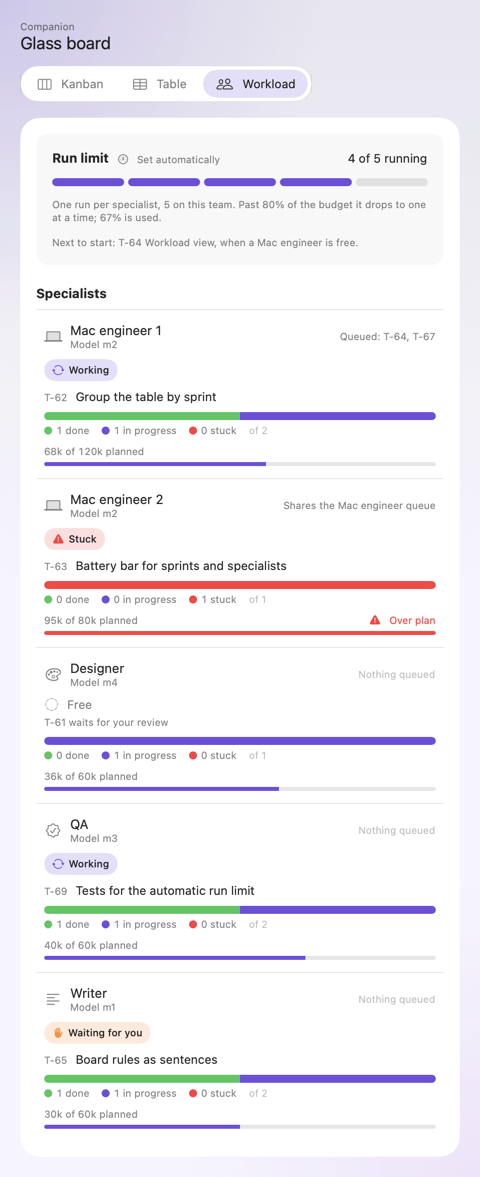 Companion
Glass board
Kanban Table Workload
Run limit Set automatically 4 of 5 running
One run per specialist, 5 on this team. Past 80% of the budget it drops to one
at a time; 67% is used.
Next to start: T-64 Workload view, when a Mac engineer is free.
Specialists
Mac engineer 1
Model m2
Queued: T-64, T-67
Working
T-62 Group the table by sprint
1 done 1 in progress 0 stuck of 2
68k of 120k planned
Mac engineer 2
Model m2
Shares the Mac engineer queue
Stuck
T-63 Battery bar for sprints and specialists
0 done 0 in progress 1 stuck of 1
95k of 80k planned Over plan
Designer
Model m4
Nothing queued
Free
T-61 waits for your review
0 done 1 in progress 0 stuck of 1
36k of 60k planned
QA
Model m3
Nothing queued
Working
T-69 Tests for the automatic run limit
1 done 1 in progress 0 stuck of 2
40k of 60k planned
Writer
Model m1
Nothing queued
Waiting for you
T-65 Board rules as sentences
1 done 1 in progress 0 stuck of 2
30k of 60k planned